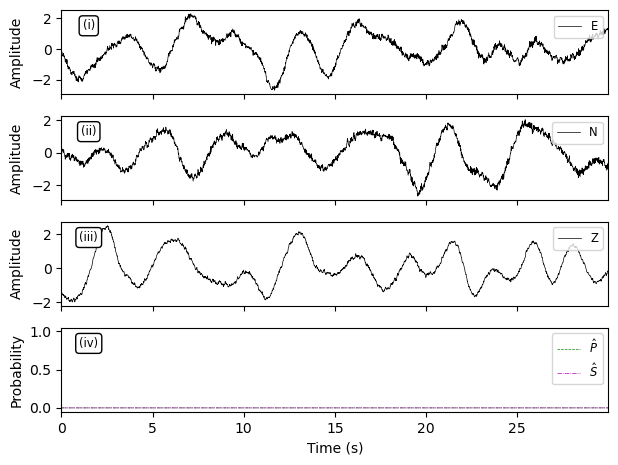 2
0
−2
Amplitude
(i)
E
2
0
−2
Amplitude
(ii)
N
2
0
−2
Amplitude
(iii)
Z
1.0
0.5
0.0
Probability
(iv)
P̂
Ŝ
0 5 10 15 20 25
Time (s)